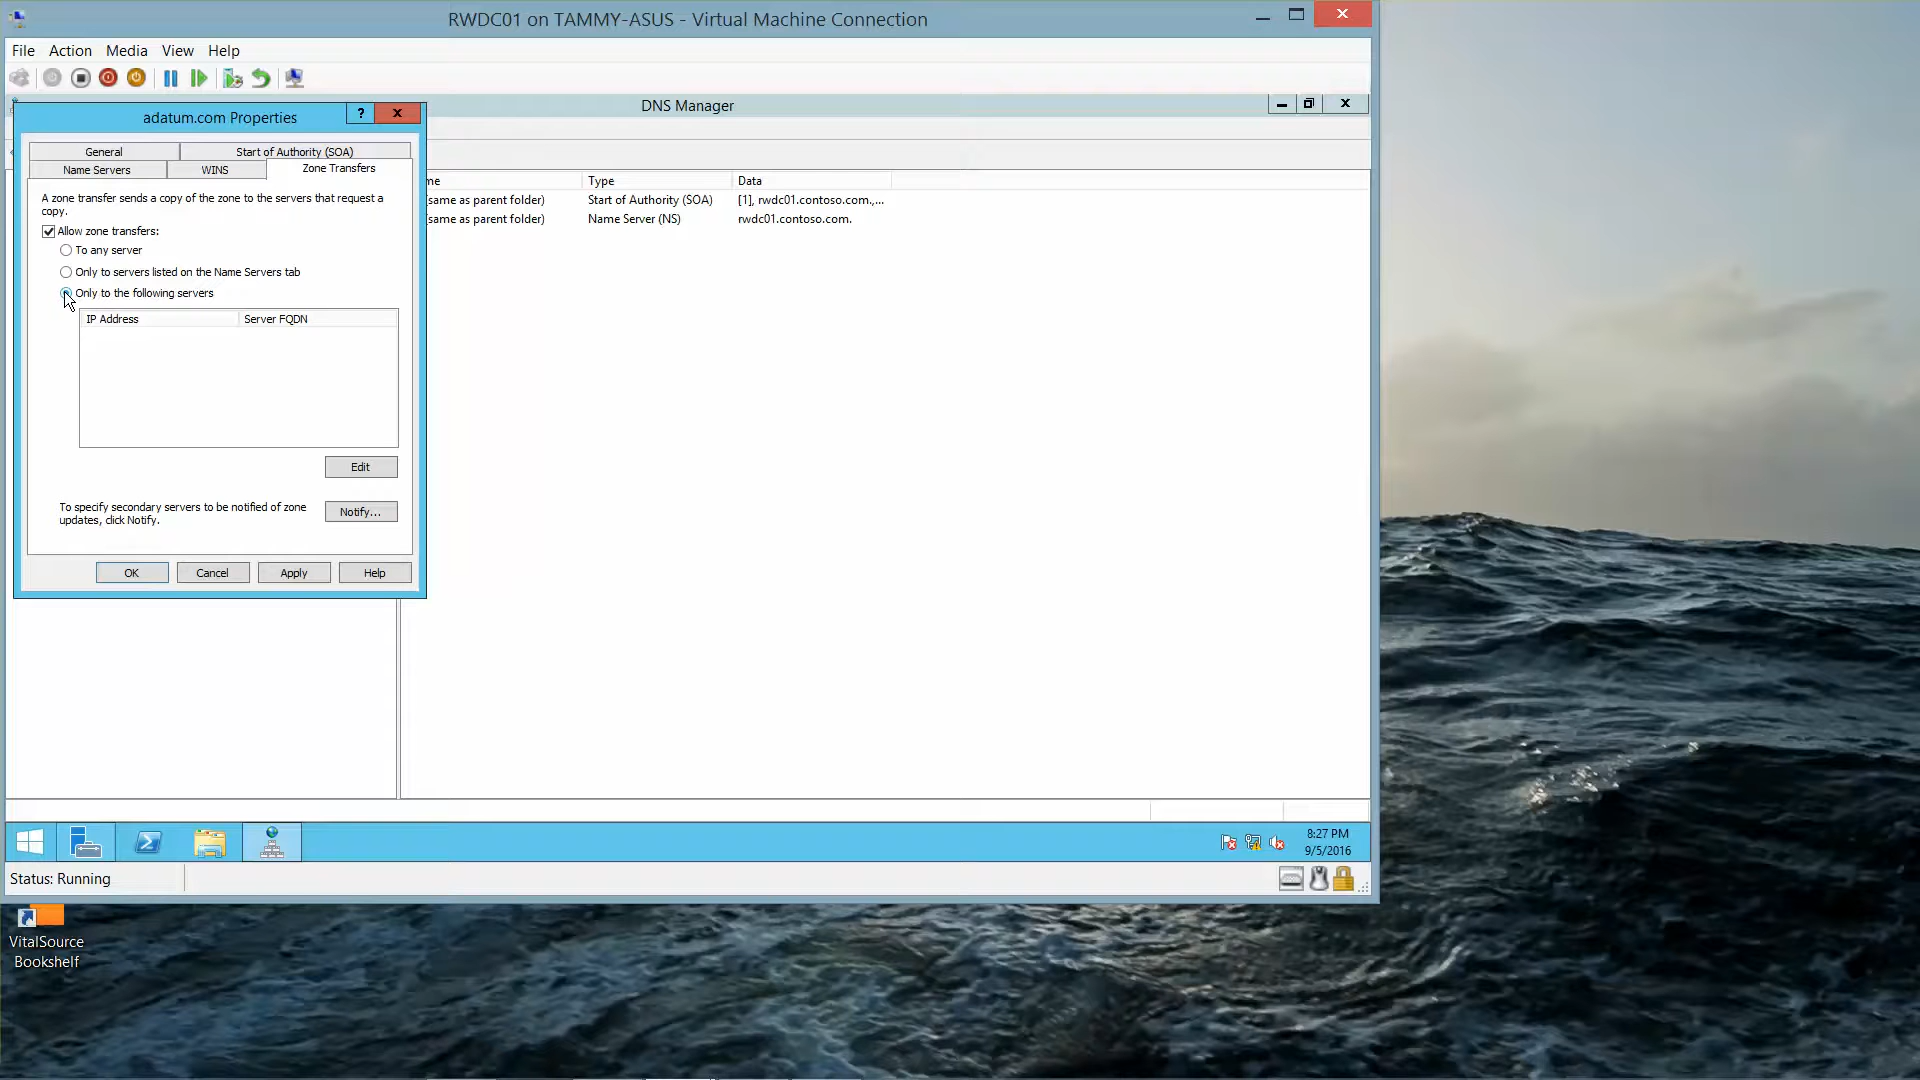 RWDC01 on TAMMY-ASUS - Virtual Machine Connection
File Action Media View Help
DNS Manager
adatum.com Properties
?
General Start of Authority (SOA)
Name Servers WINS Zone Transfers
A zone transfer sends a copy of the zone to the servers that request a
copy.
Allow zone transfers:
To any server
Only to servers listed on the Name Servers tab
Only to the following servers
IP Address Server FQDN
Edit
To specify secondary servers to be notified of zone
updates, click Notify.
Notify...
OK Cancel Apply Help
me Type Data
(same as parent folder) Start of Authority (SOA) [1], rwdc01.contoso.com.,...
(same as parent folder) Name Server (NS) rwdc01.contoso.com.
8:27 PM
9/5/2016
Status: Running
VitalSource
Bookshelf